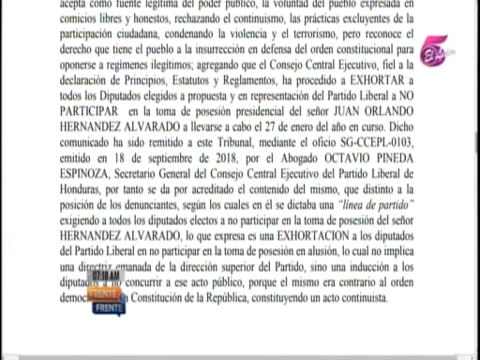 acepta como fuente legítima del poder público, la voluntad del pueblo expresada en
comicios libres y honestos, rechazando el continuismo, las prácticas excluyentes de la
participación ciudadana, condenando la violencia y el terrorismo, pero reconoce el
derecho que tiene el pueblo a la insurrección en defensa del orden constitucional para
oponerse a regímenes ilegítimos; agregando que el Consejo Central Ejecutivo, fiel a la
declaración de Principios, Estatutos y Reglamentos, ha procedido a EXHORTAR a
todos los Diputados elegidos a propuesta y en representación del Partido Liberal a NO
PARTICIPAR en la toma de posesión presidencial del señor JUAN ORLANDO
HERNANDEZ ALVARADO a llevarse a cabo el 27 de enero del año en curso. Dicho
comunicado ha sido remitido a este Tribunal, mediante el oficio SG-CCEPL-0103,
emitido en 18 de septiembre de 2018, por el Abogado OCTAVIO PINEDA
ESPINOZA, Secretario General del Consejo Central Ejecutivo del Partido Liberal de
Honduras, por tanto se da por acreditado el contenido del mismo, que distinto a la
posición de los denunciantes, según los cuales en él se dictaba una "línea de partido"
exigiendo a todos los diputados electos a no participar en la toma de posesión del señor
HERNANDEZ ALVARADO, lo que expresa es una EXHORTACION a los diputados
del Partido Liberal en no participar en la toma de posesión en alusión, lo cual no implica
una directriz emanada de la dirección superior del Partido, sino una inducción a los
diputados a no concurrir a ese acto público, porque el mismo era contrario al orden
democ Constitución de la República, constituyendo un acto continuista.
5
07:18 AM
FRENTE
FRENTE